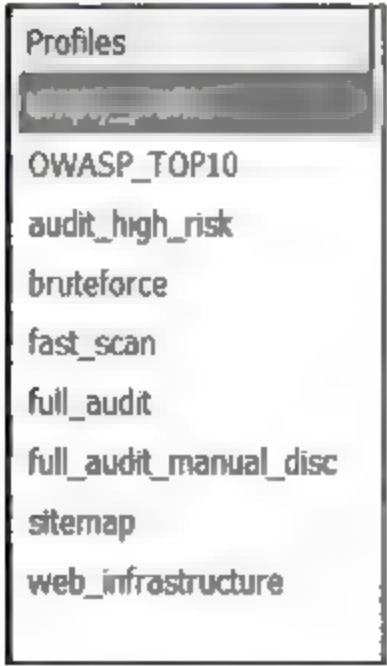 Profiles
OWASP_TOP10
audit_high_risk
bruteforce
fast_scan
full_audit
full_audit_manual_disc
sitemap
web_infrastructure